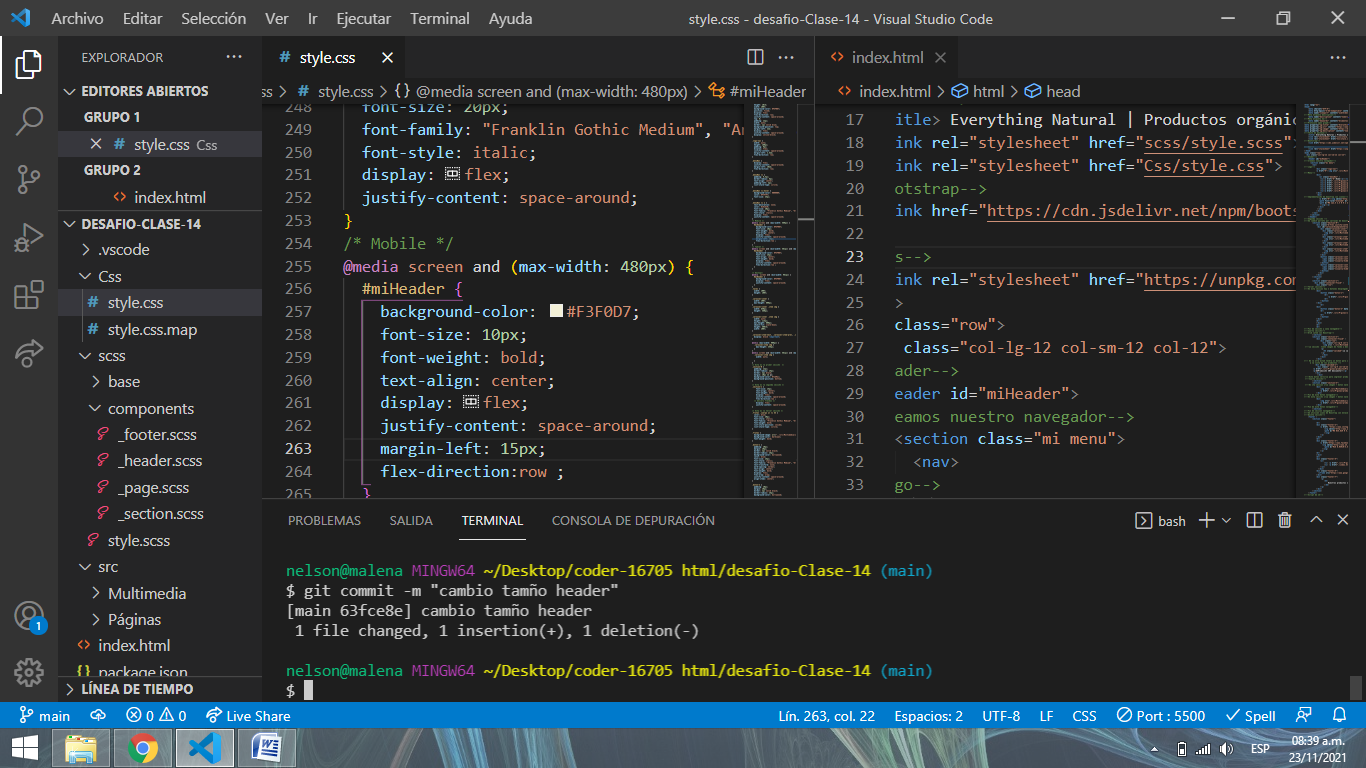 Archivo Editar Selección Ver Ir Ejecutar Terminal Ayuda style.css - desafio-Clase-14 - Visual Studio Code
EXPLORADOR ···
EDITORES ABIERTOS
GRUPO 1
× # style.css Css
GRUPO 2
<> index.html
DESAFIO-CLASE-14
> .vscode
Css
# style.css
# style.css.map
scss
> base
components
_footer.scss
_header.scss
_page.scss
_section.scss
style.scss
src
> Multimedia
> Páginas
<> index.html
{} package.json
> LÍNEA DE TIEMPO
1
# style.css ×
ss > # style.css > {} @media screen and (max-width: 480px) > #miHeader
248 font-size: 20px;
249 font-family: "Franklin Gothic Medium", "A
250 font-style: italic;
251 display: flex;
252 justify-content: space-around;
253 }
254 /* Mobile */
255 @media screen and (max-width: 480px) {
256 #miHeader {
257 background-color: #F3F0D7;
258 font-size: 10px;
259 font-weight: bold;
260 text-align: center;
261 display: flex;
262 justify-content: space-around;
263 margin-left: 15px;
264 flex-direction:row ;
265 }
<> index.html ×
<> index.html > html > head
17 itle> Everything Natural | Productos orgánic
18 ink rel="stylesheet" href="scss/style.scss"
19 ink rel="stylesheet" href="Css/style.css">
20 otstrap-->
21 ink href="https://cdn.jsdelivr.net/npm/boots
22
23 s-->
24 ink rel="stylesheet" href="https://unpkg.com
25 >
26 class="row">
27 class="col-lg-12 col-sm-12 col-12">
28 ader-->
29 eader id="miHeader">
30 eamos nuestro navegador-->
31 <section class="mi menu">
32 <nav>
33 go-->
PROBLEMAS SALIDA TERMINAL CONSOLA DE DEPURACIÓN bash
nelson@malena MINGW64 ~/Desktop/coder-16705 html/desafio-Clase-14 (main)
$ git commit -m "cambio tamño header"
[main 63fce8e] cambio tamño header
1 file changed, 1 insertion(+), 1 deletion(-)
nelson@malena MINGW64 ~/Desktop/coder-16705 html/desafio-Clase-14 (main)
$
main 0 0 Live Share Lín. 263, col. 22 Espacios: 2 UTF-8 LF CSS Port : 5500 Spell
ESP 08:39 a.m.
23/11/2021